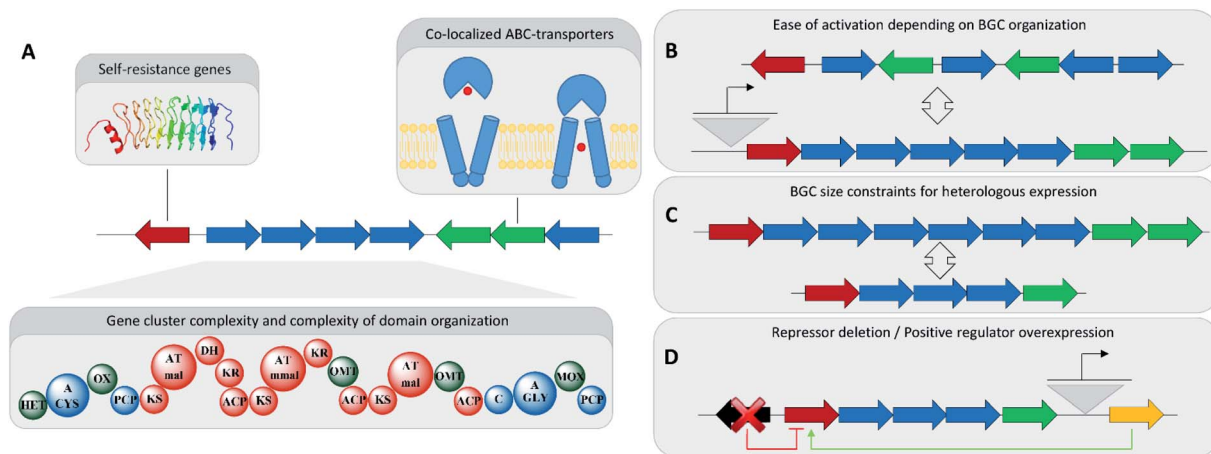 A
Self-resistance genes
Co-localized ABC-transporters
Gene cluster complexity and complexity of domain organization
HET
A
CYS
OX
PCP
KS
AT
mal
DH
KR
ACP
KS
AT
mmal
KR
OMT
ACP
KS
AT
mal
OMT
ACP
C
A
GLY
MOX
PCP
B
Ease of activation depending on BGC organization
C
BGC size constraints for heterologous expression
D
Repressor deletion / Positive regulator overexpression